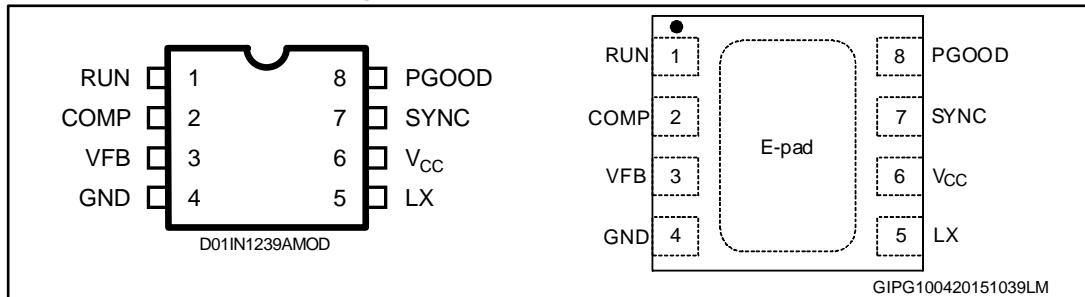 RUN 1 8 PGOOD
COMP 2 7 SYNC
VFB 3 6 VCC
GND 4 5 LX
D01IN1239AMOD
RUN 1 8 PGOOD
COMP 2 7 SYNC
E-pad
VFB 3 6 VCC
GND 4 5 LX
GIPG100420151039LM